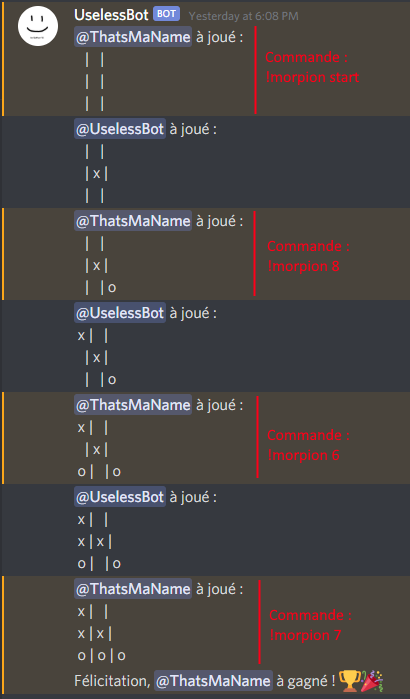 UselessBot BOT Yesterday at 6:08 PM
@ThatsMaName à joué :
| |
| |
| |
Commande :
!morpion start
@UselessBot à joué :
| |
| x |
| |
@ThatsMaName à joué :
| |
| x |
| | o
Commande :
!morpion 8
@UselessBot à joué :
x | |
| x |
| | o
@ThatsMaName à joué :
x | |
| x |
o | | o
Commande :
!morpion 6
@UselessBot à joué :
x | |
x | x |
o | | o
@ThatsMaName à joué :
x | |
x | x |
o | o | o
Commande :
!morpion 7
Félicitation, @ThatsMaName à gagné ! 🏆🎉